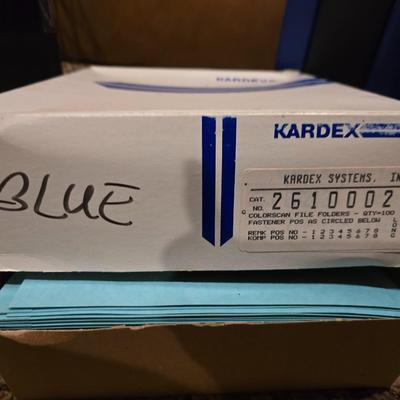 KARDEX
KARDEX
BLUE
KARDEX SYSTEMS, IN
CAT. NO. 2610002
COLORSCAN FILE FOLDERS - QTY=100
FASTENER POS AS CIRCLED BELOW
REMK POS NO - 1 2 3 4 5 6 7 8
KOMP POS NO - 1 2 3 4 5 6 7 8